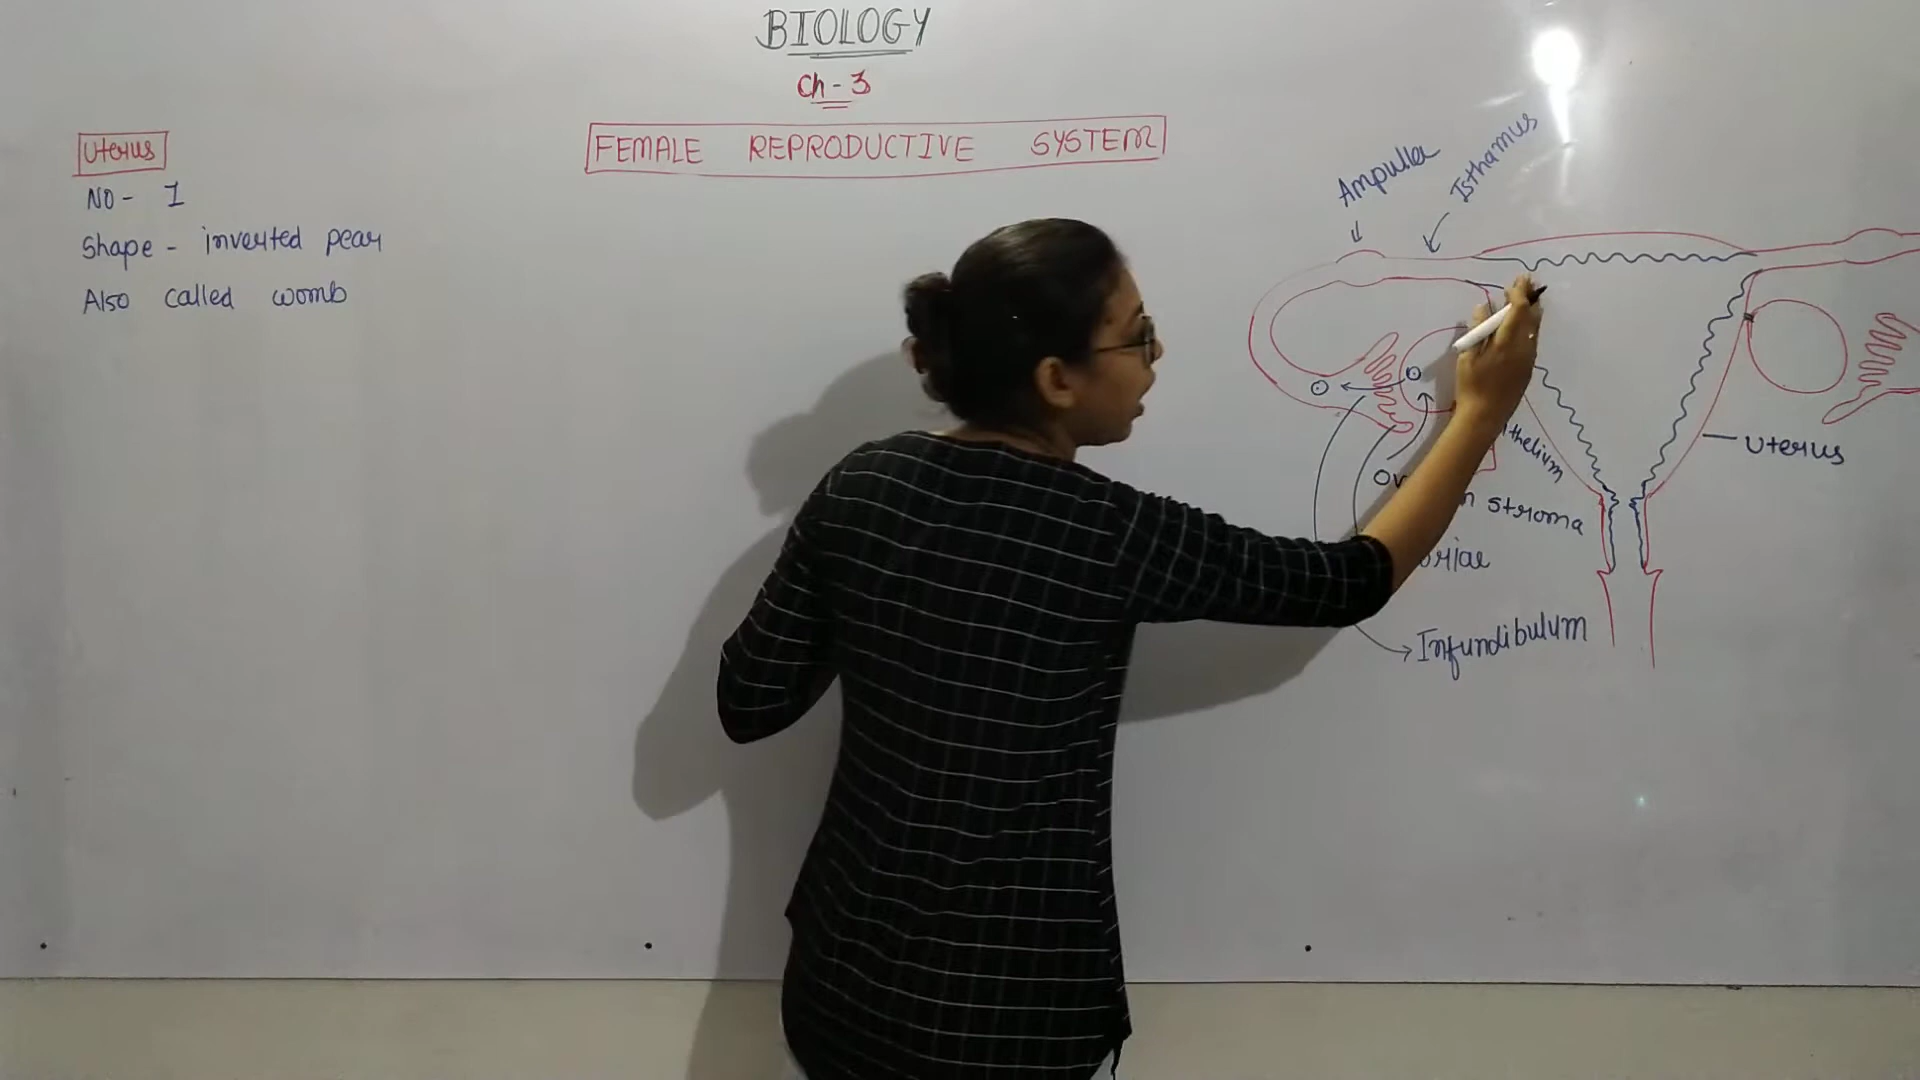 BIOLOGY
Ch - 3
FEMALE REPRODUCTIVE SYSTEM
Uterus
NO - 1
Shape - inverted pear
Also called womb
Ampulla
Isthamus
Uterus
stroma
Infundibulum